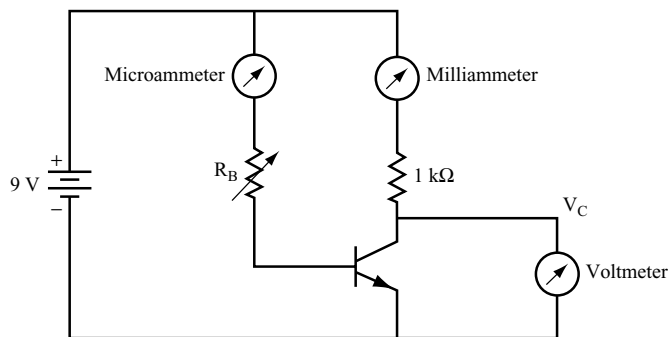 Microammeter
Milliammeter
+
R_B
1 kΩ
9 V
−
V_C
Voltmeter